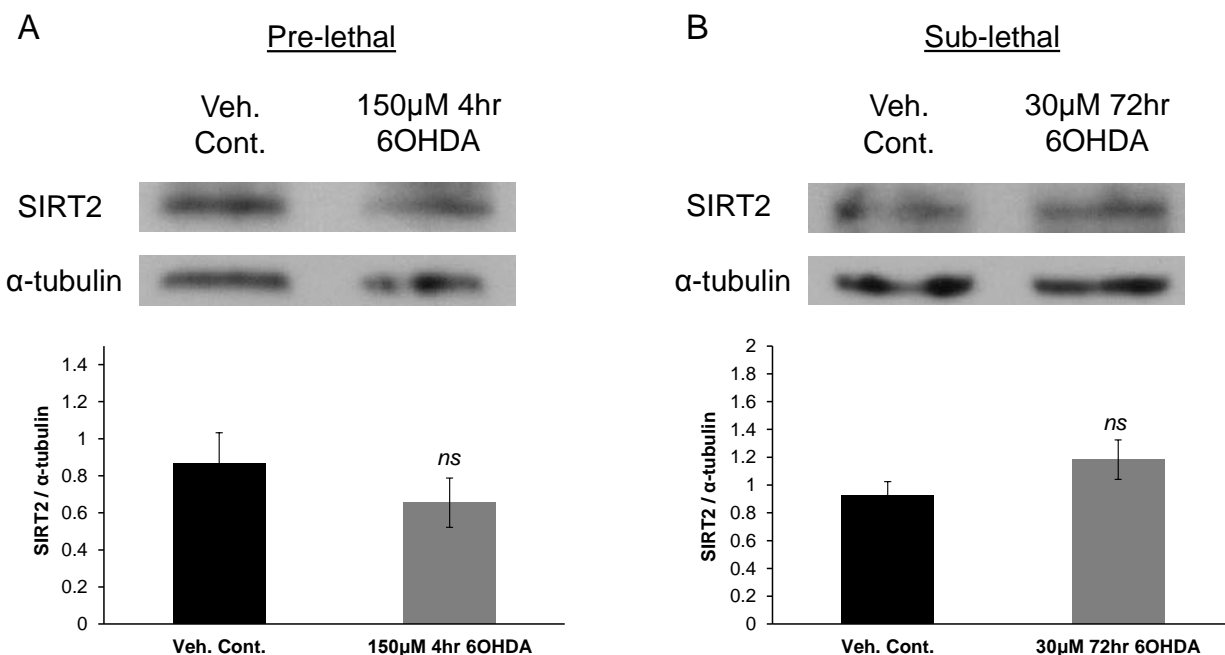 A
Pre-lethal
Veh.
Cont.
150µM 4hr
6OHDA
SIRT2
α-tubulin
SIRT2 / α-tubulin
1.4
1.2
1
0.8
0.6
0.4
0.2
0
ns
Veh. Cont.
150µM 4hr 6OHDA
B
Sub-lethal
Veh.
Cont.
30µM 72hr
6OHDA
SIRT2
α-tubulin
SIRT2 / α-tubulin
2
1.8
1.6
1.4
1.2
1
0.8
0.6
0.4
0.2
0
ns
Veh. Cont.
30µM 72hr 6OHDA